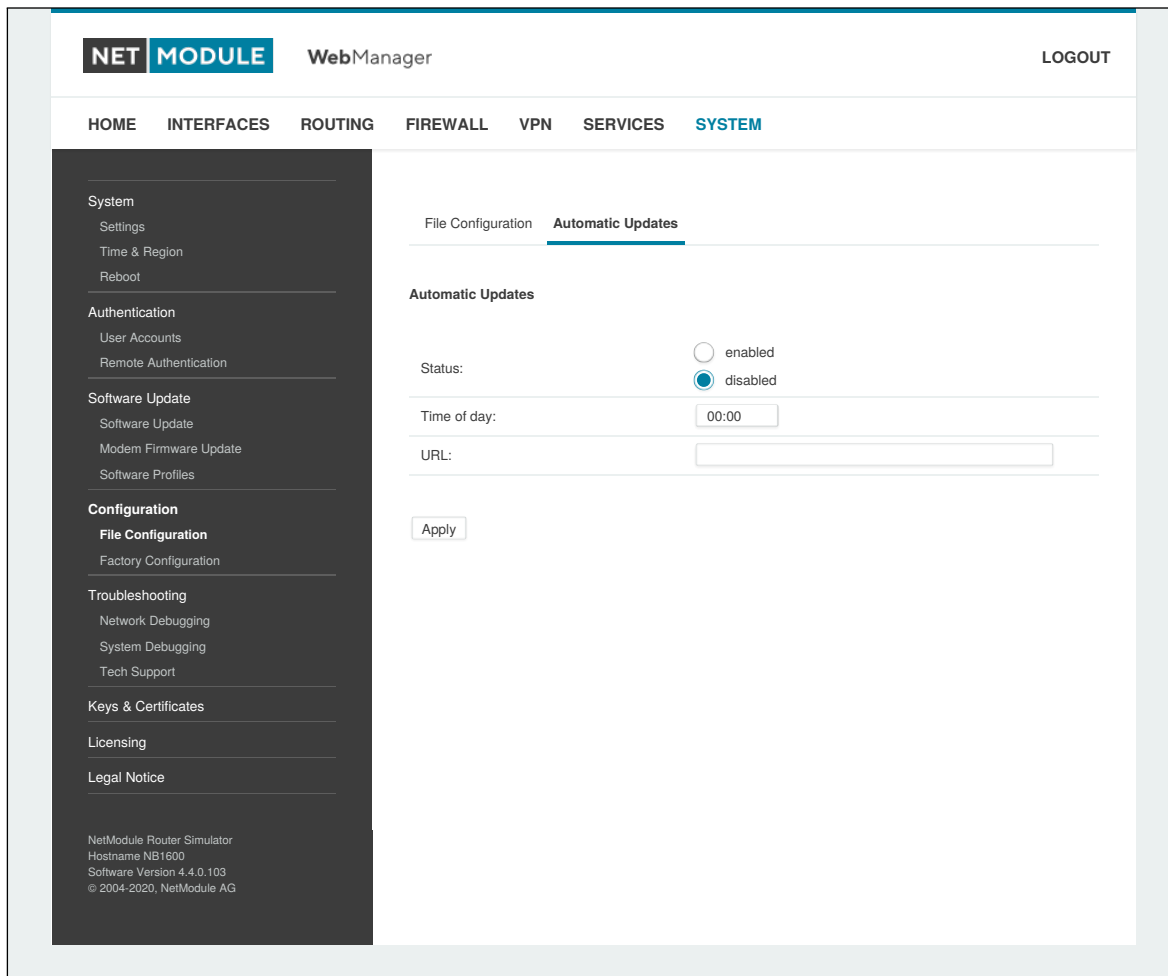 NET MODULE WebManager LOGOUT
HOME INTERFACES ROUTING FIREWALL VPN SERVICES SYSTEM
System
Settings
Time & Region
Reboot
Authentication
User Accounts
Remote Authentication
Software Update
Software Update
Modem Firmware Update
Software Profiles
Configuration
File Configuration
Factory Configuration
Troubleshooting
Network Debugging
System Debugging
Tech Support
Keys & Certificates
Licensing
Legal Notice
NetModule Router Simulator
Hostname NB1600
Software Version 4.4.0.103
© 2004-2020, NetModule AG
File Configuration Automatic Updates
Automatic Updates
Status:
enabled
disabled
Time of day: 00:00
URL:
Apply